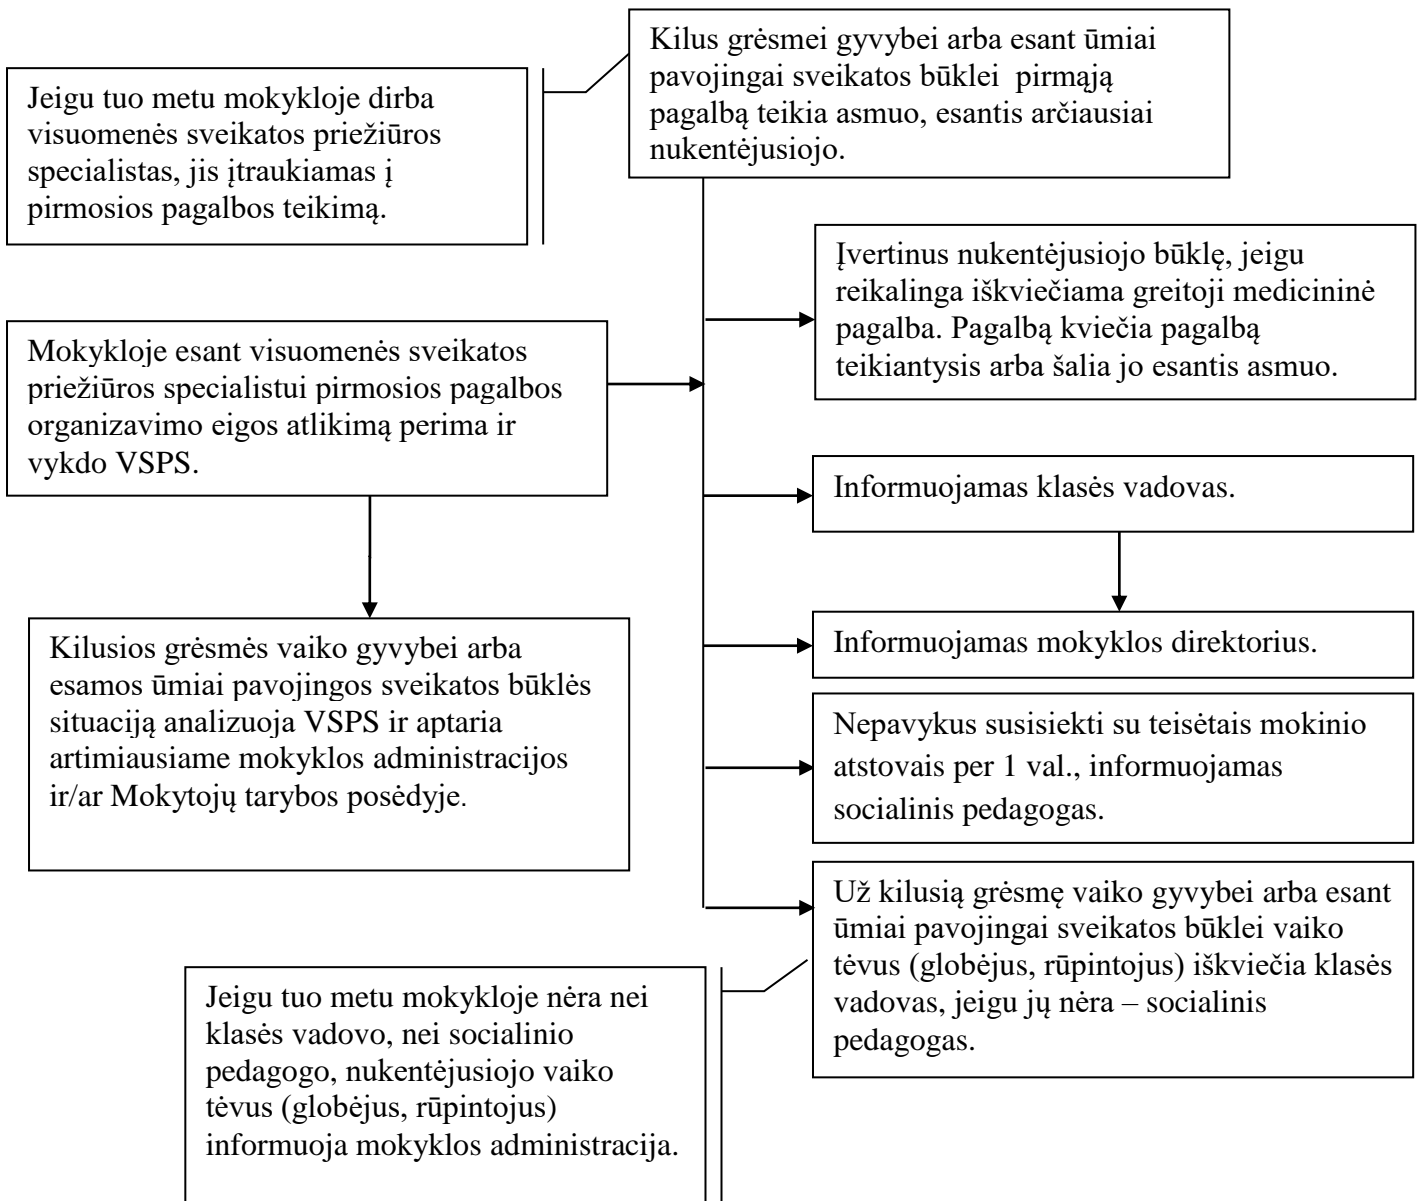 Kilus grėsmei gyvybei arba esant ūmiai
pavojingai sveikatos būklei  pirmąją
pagalbą teikia asmuo, esantis arčiausiai
nukentėjusiojo.
Jeigu tuo metu mokykloje dirba
visuomenės sveikatos priežiūros
specialistas, jis įtraukiamas į
pirmosios pagalbos teikimą.
Įvertinus nukentėjusiojo būklę, jeigu
reikalinga iškviečiama greitoji medicininė
pagalba. Pagalbą kviečia pagalbą
teikiantysis arba šalia jo esantis asmuo.
Mokykloje esant visuomenės sveikatos
priežiūros specialistui pirmosios pagalbos
organizavimo eigos atlikimą perima ir
vykdo VSPS.
Informuojamas klasės vadovas.
Informuojamas mokyklos direktorius.
Kilusios grėsmės vaiko gyvybei arba
esamos ūmiai pavojingos sveikatos būklės
situaciją analizuoja VSPS ir aptaria
artimiausiame mokyklos administracijos
ir/ar Mokytojų tarybos posėdyje.
Nepavykus susisiekti su teisėtais mokinio
atstovais per 1 val., informuojamas
socialinis pedagogas.
Už kilusią grėsmę vaiko gyvybei arba esant
ūmiai pavojingai sveikatos būklei vaiko
tėvus (globėjus, rūpintojus) iškviečia klasės
vadovas, jeigu jų nėra – socialinis
pedagogas.
Jeigu tuo metu mokykloje nėra nei
klasės vadovo, nei socialinio
pedagogo, nukentėjusiojo vaiko
tėvus (globėjus, rūpintojus)
informuoja mokyklos administracija.